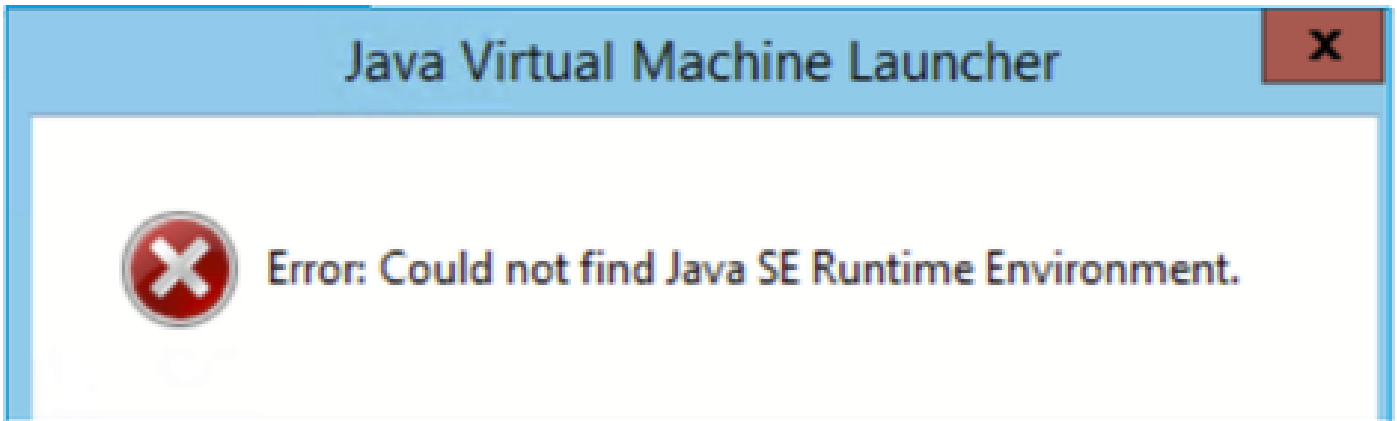 Java Virtual Machine Launcher
Error: Could not find Java SE Runtime Environment.